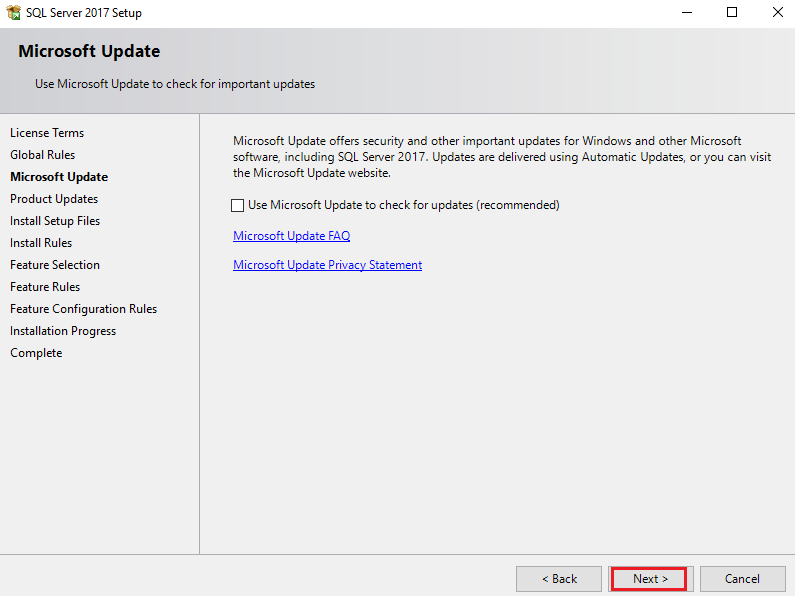 SQL Server 2017 Setup
Microsoft Update
Use Microsoft Update to check for important updates
License Terms
Global Rules
Microsoft Update
Product Updates
Install Setup Files
Install Rules
Feature Selection
Feature Rules
Feature Configuration Rules
Installation Progress
Complete
Microsoft Update offers security and other important updates for Windows and other Microsoft
software, including SQL Server 2017. Updates are delivered using Automatic Updates, or you can visit
the Microsoft Update website.
Use Microsoft Update to check for updates (recommended)
Microsoft Update FAQ
Microsoft Update Privacy Statement
< Back
Next >
Cancel